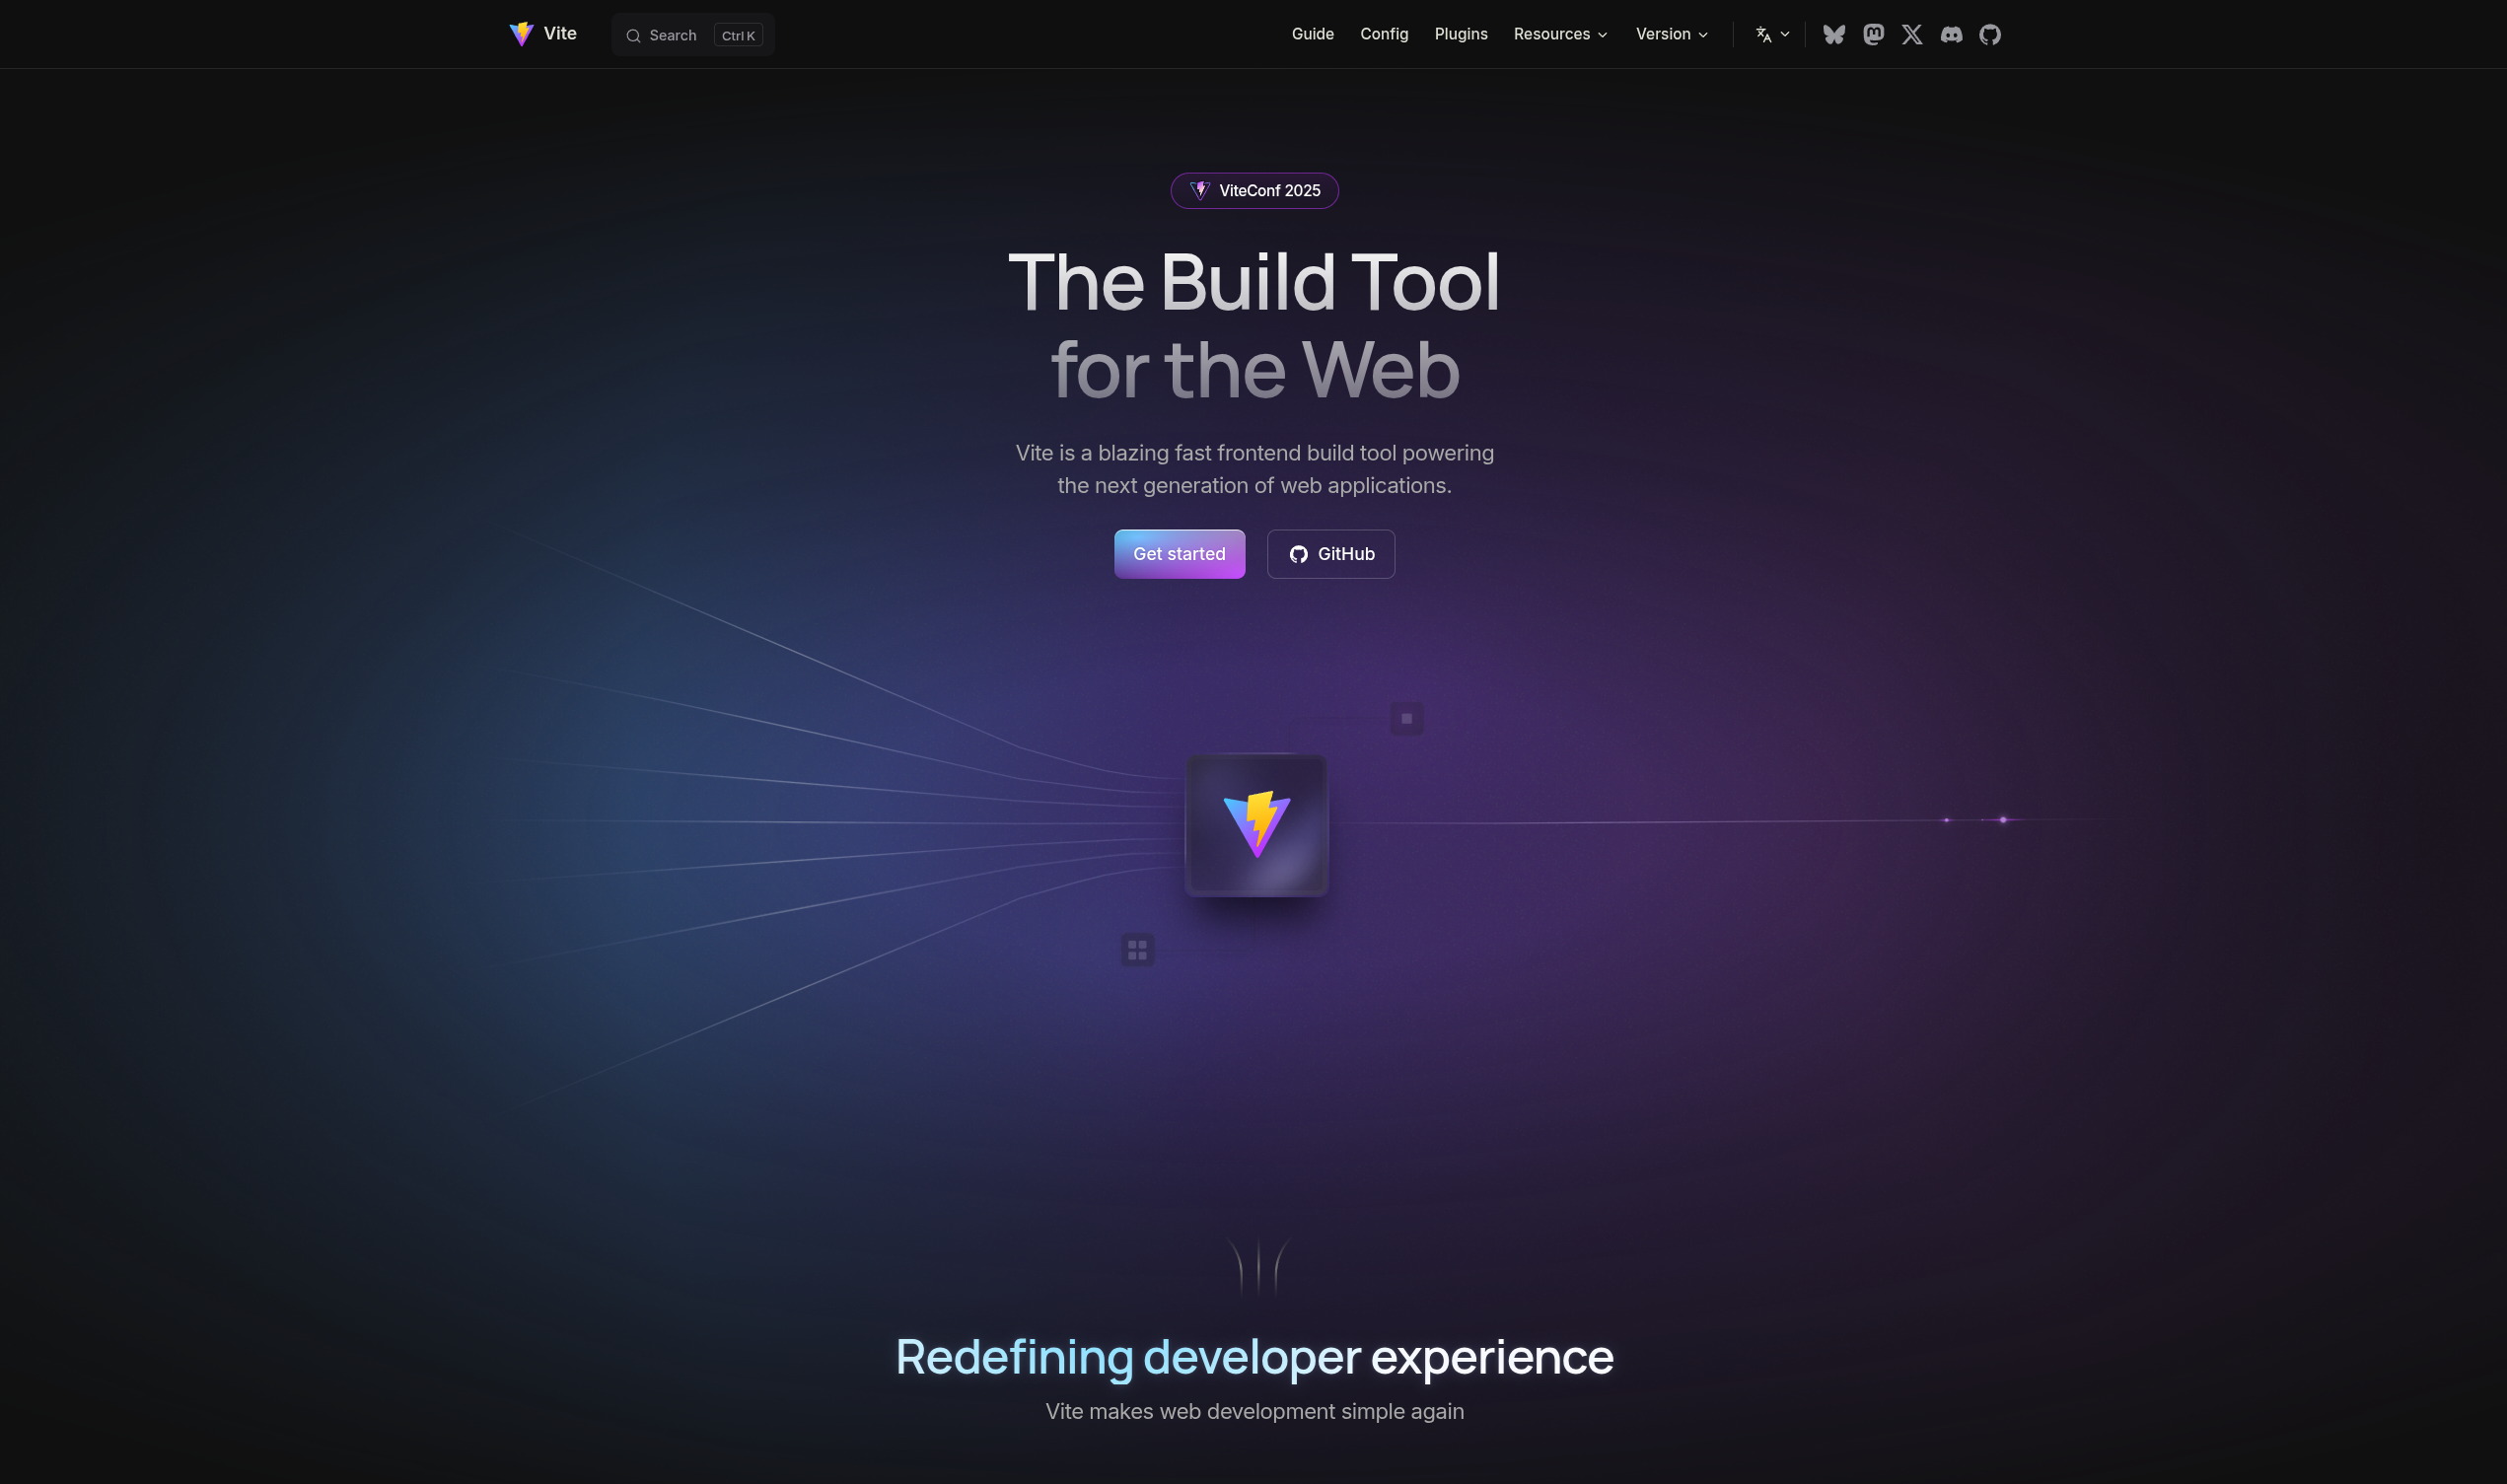 Vite
Search
Ctrl K
Guide
Config
Plugins
Resources
Version
ViteConf 2025
The Build Tool
for the Web
Vite is a blazing fast frontend build tool powering
the next generation of web applications.
Get started
GitHub
Redefining developer experience
Vite makes web development simple again